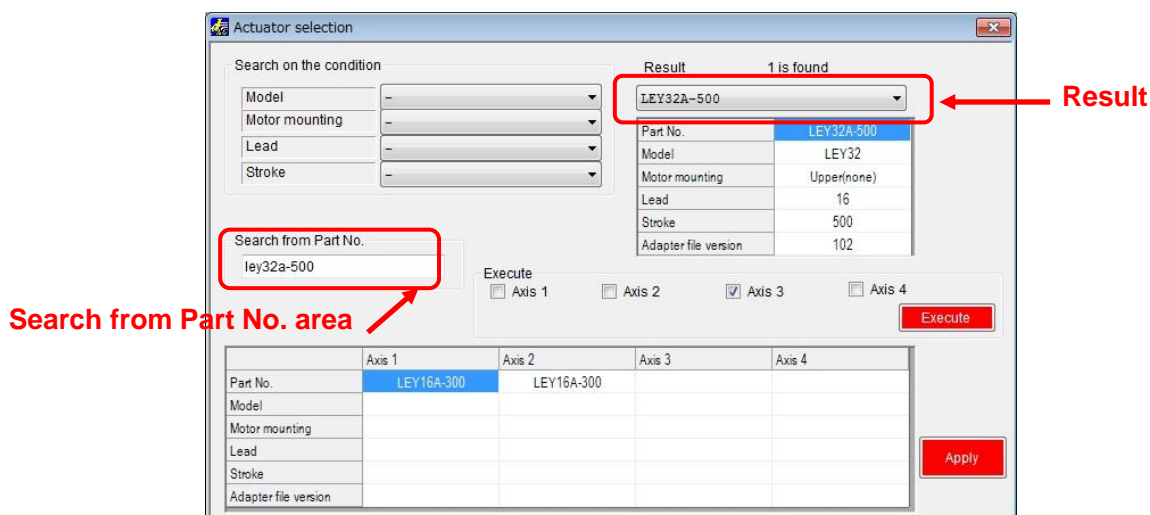 Actuator selection
Search on the condition
Model -
Motor mounting -
Lead -
Stroke -
Result 1 is found
LEY32A-500
Part No. LEY32A-500
Model LEY32
Motor mounting Upper(none)
Lead 16
Stroke 500
Adapter file version 102
Result
Search from Part No.
ley32a-500
Search from Part No. area
Execute
Axis 1 Axis 2 Axis 3 Axis 4
Execute
Axis 1 Axis 2 Axis 3 Axis 4
Part No. LEY16A-300 LEY16A-300
Model
Motor mounting
Lead
Stroke
Adapter file version
Apply